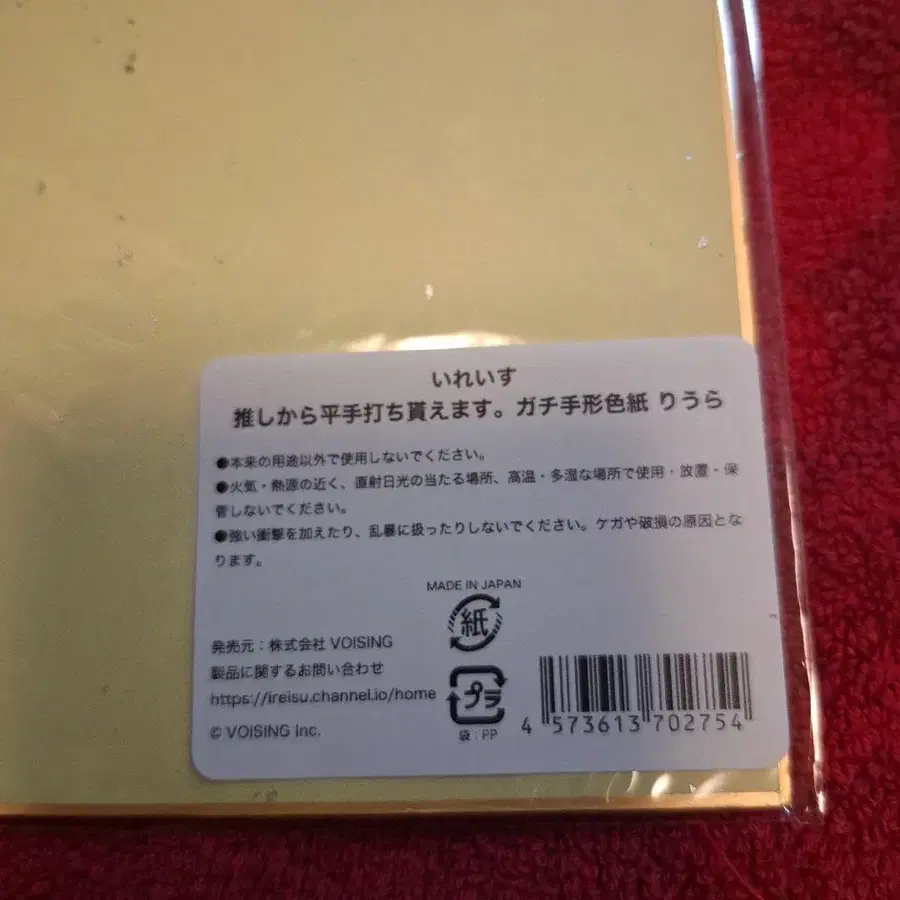 いれいす
推しから平手打ち貰えます。ガチ手形色紙 りうら
●本来の用途以外で使用しないでください。
●火気・熱源の近く、直射日光の当たる場所、高温・多湿な場所で使用・放置・保
管しないでください。
●強い衝撃を加えたり、乱暴に扱ったりしないでください。ケガや破損の原因とな
ります。
MADE IN JAPAN
紙
発売元：株式会社 VOISING
製品に関するお問い合わせ
https://ireisu.channel.io/home
© VOISING Inc.
プラ
袋：PP
4 573613 702754